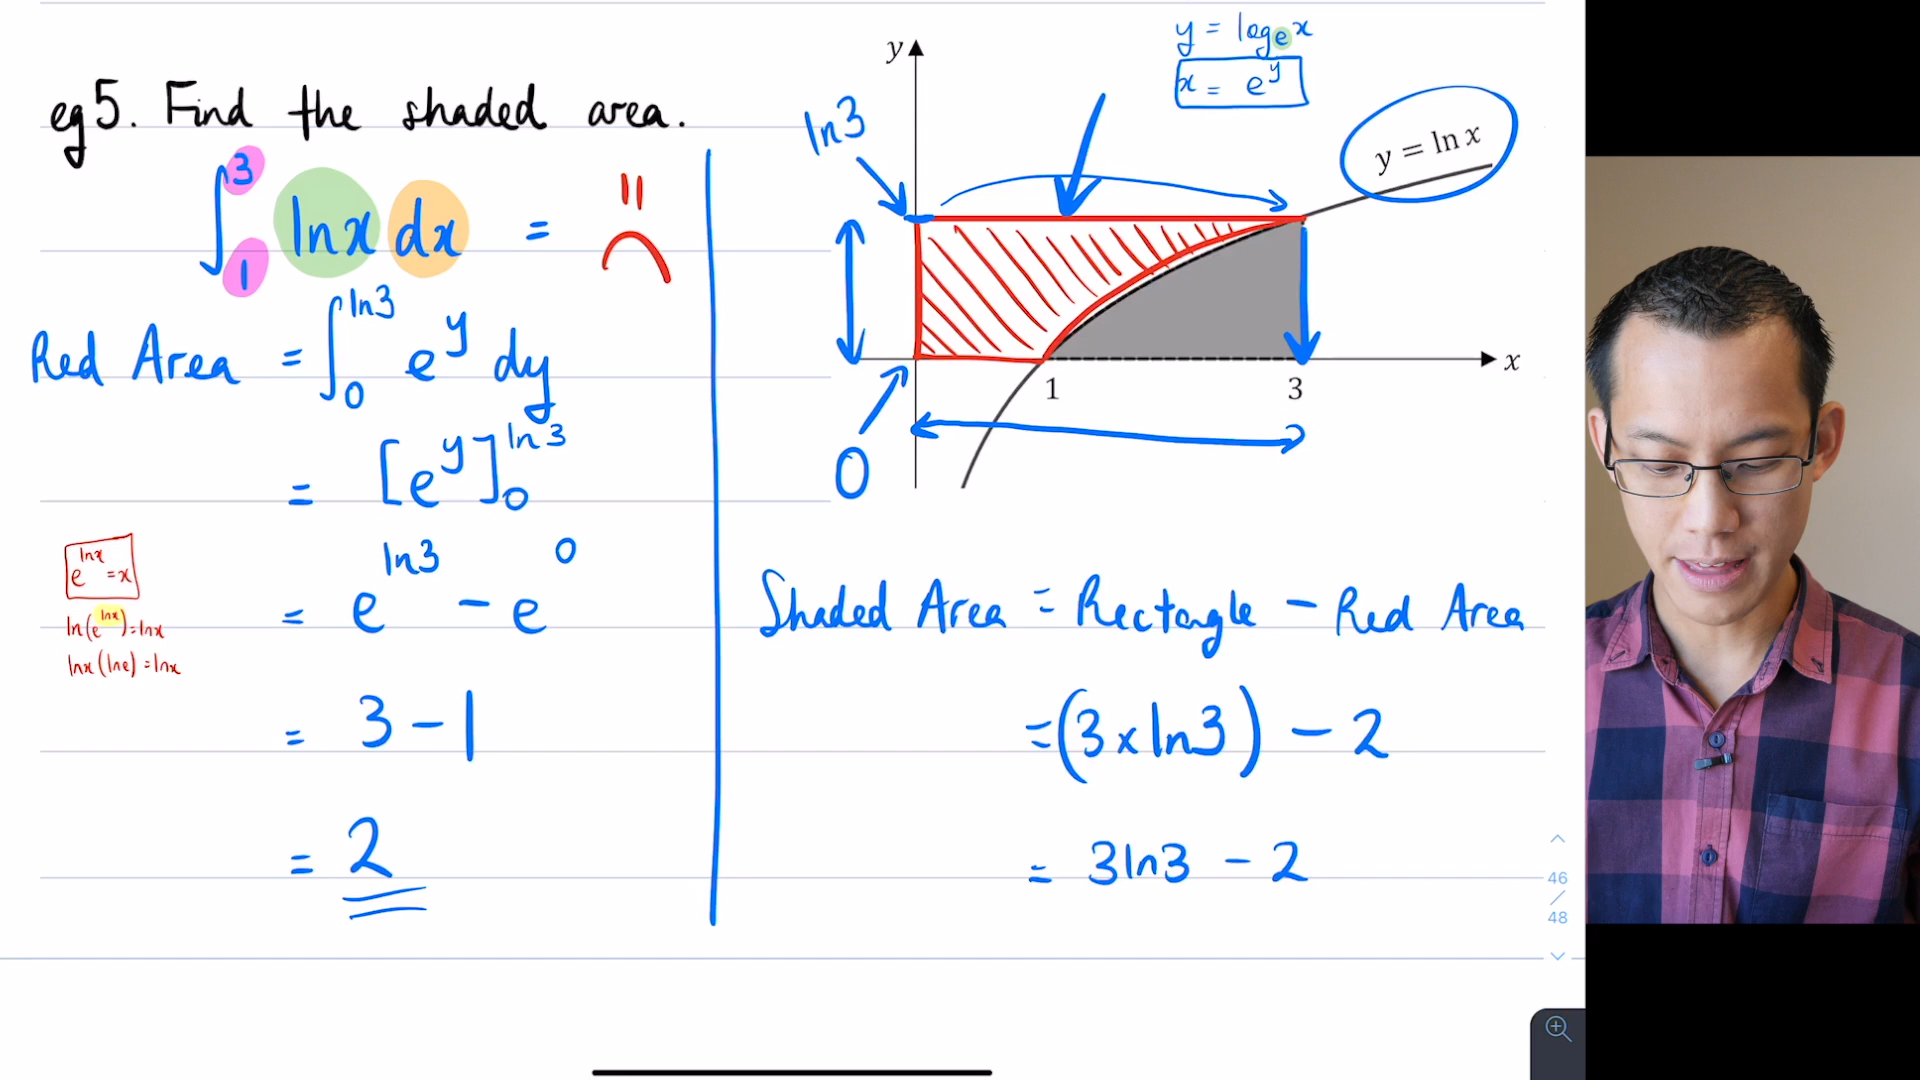 eg5. Find the shaded area.
∫₁³ lnx dx =
Red Area = ∫₀^ln3 e^y dy
= [e^y]₀^ln3
= e^ln3 - e^0
= 3 - 1
= 2
e^lnx = x
ln(e^lnx) = lnx
lnx(lne) = lnx
y = logₑx
x = e^y
y
ln3
y = ln x
x
1
3
0
Shaded Area = Rectangle - Red Area
= (3 x ln3) - 2
= 3ln3 - 2
46
/
48